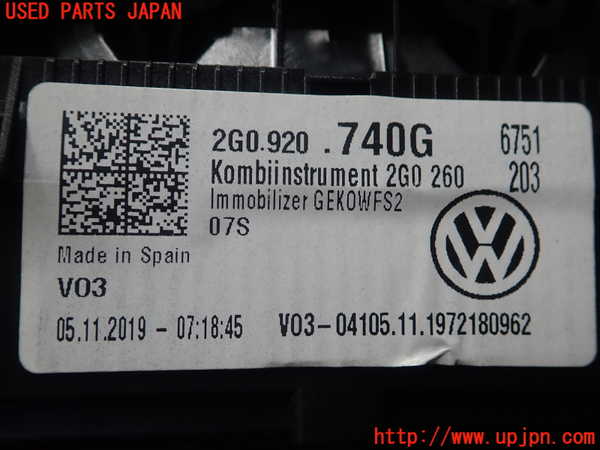 USED PARTS JAPAN
2G0.920 .740G 6751
Kombiinstrument 2G0 260 203
Immobilizer GEKOWFS2
07S
Made in Spain
V03
05.11.2019 - 07:18:45 V03-04105.11.1972180962
UPJ http://www.upjpn.com/